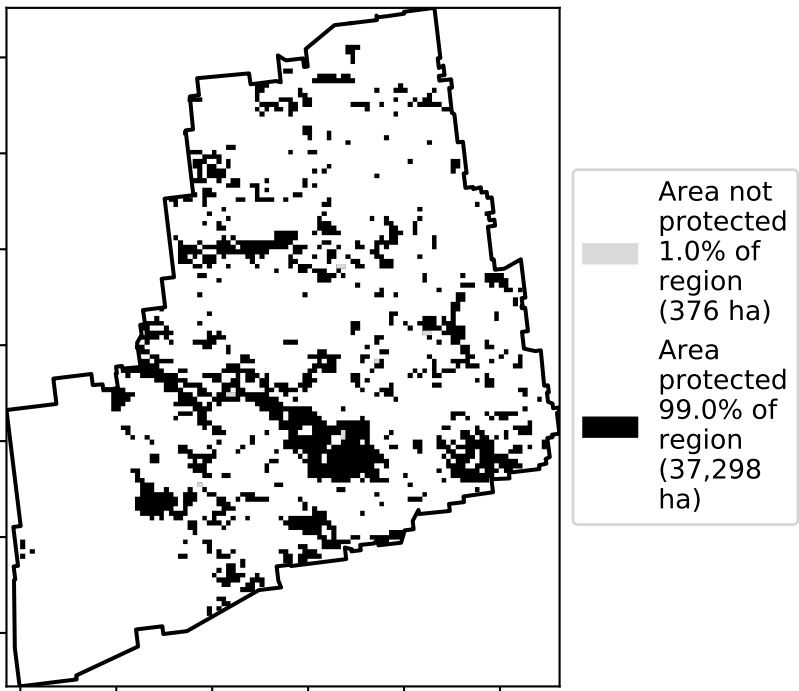 Area not
protected
1.0% of
region
(376 ha)
Area
protected
99.0% of
region
(37,298
ha)